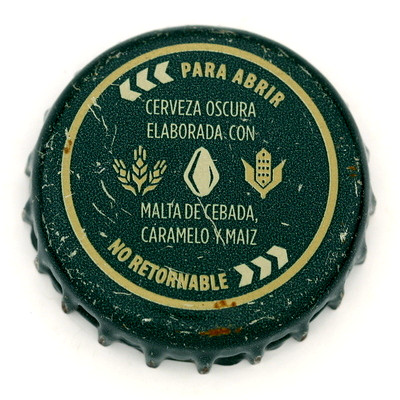 PARA ABRIR
CERVEZA OSCURA
ELABORADA CON
MALTA DE CEBADA,
CARAMELO Y MAIZ
NO RETORNABLE